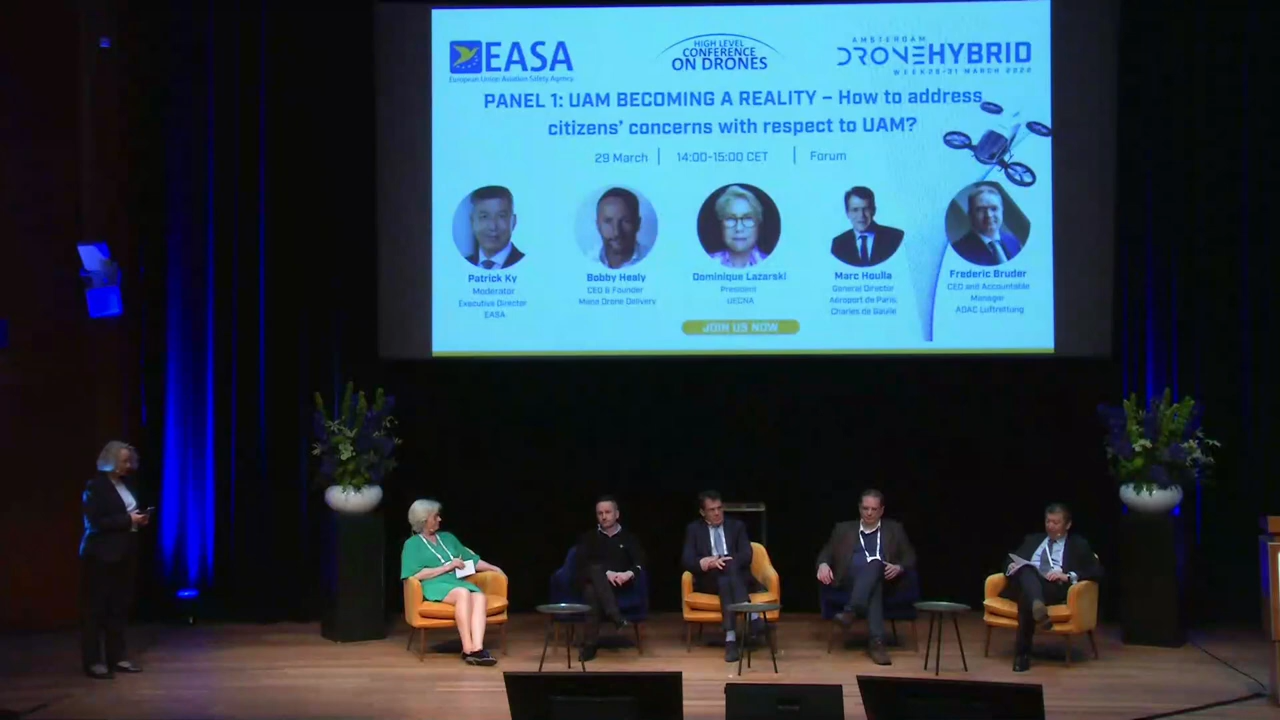 EASA
European Union Aviation Safety Agency
HIGH LEVEL
CONFERENCE
ON DRONES
AMSTERDAM
DRONEHYBRID
PANEL 1: UAM BECOMING A REALITY – How to address
citizens' concerns with respect to UAM?
29 March | 14:00-15:00 CET | Forum
Patrick Ky
Moderator
Executive Director
EASA
Bobby Healy
CEO & Founder
Manna Drone Delivery
Dominique Lazarski
President
UECNA
Marc Houlla
General Director
Aéroport de Paris,
Charles de Gaulle
Frederic Bruder
CEO and Accountable
Manager
ADAC Luftrettung
JOIN US NOW